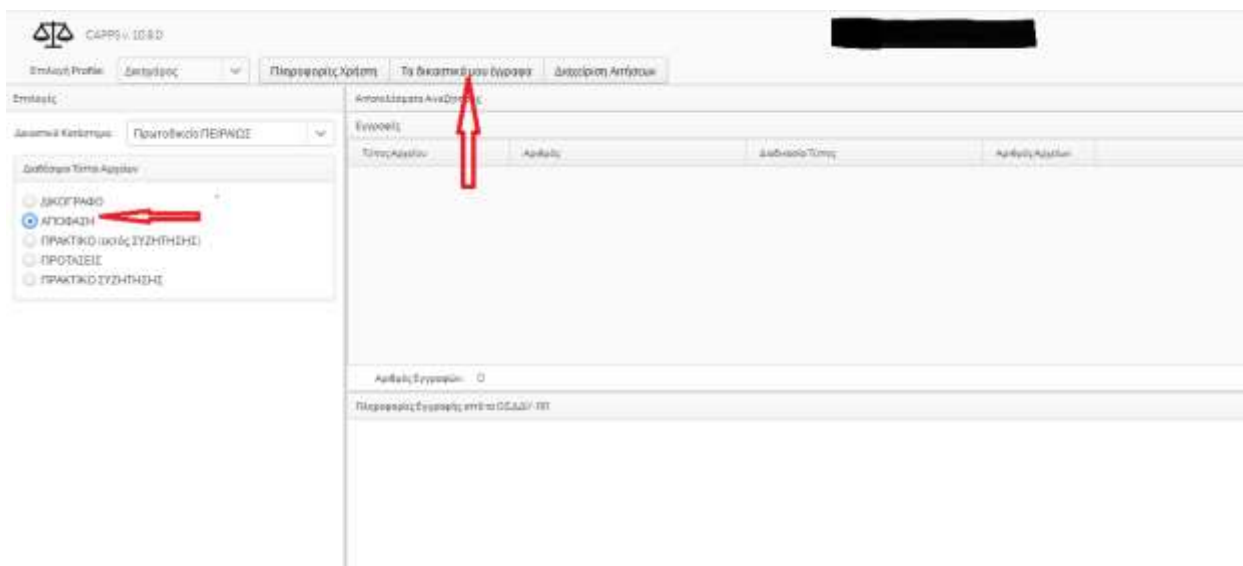 CAPPS v. 10.8.0
Επιλογή Profile: Δικηγόρος
Πληροφορίες Χρήστη Τα δικαστικά μου έγγραφα Διαχείριση Αιτήσεων
Επιλογές
Δικαστικό Κατάστημα: Πρωτοδικείο ΠΕΙΡΑΙΩΣ
Διαθέσιμοι Τύποι Αρχείων
ΔΙΚΟΓΡΑΦΟ
ΑΠΟΦΑΣΗ
ΠΡΑΚΤΙΚΟ (εκτός ΣΥΖΗΤΗΣΗΣ)
ΠΡΟΤΑΣΕΙΣ
ΠΡΑΚΤΙΚΟ ΣΥΖΗΤΗΣΗΣ
Αποτελέσματα
Εγγραφές
Τύπος Αρχείου Αριθμός Διαδικασία Τύπος Αριθμός Αρχείων
Αριθμός Εγγραφών: 0
Πληροφορίες Εγγραφής από το ΟΣΔΔΥ-ΠΠ